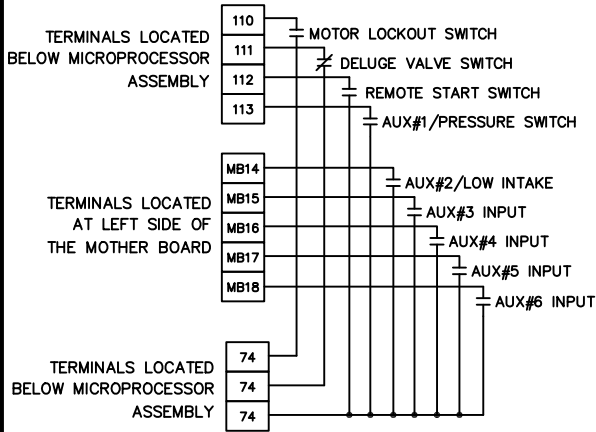 110
MOTOR LOCKOUT SWITCH
TERMINALS LOCATED
BELOW MICROPROCESSOR
ASSEMBLY
111
DELUGE VALVE SWITCH
112
REMOTE START SWITCH
113
AUX#1/PRESSURE SWITCH
MB14
AUX#2/LOW INTAKE
TERMINALS LOCATED
AT LEFT SIDE OF
THE MOTHER BOARD
MB15
AUX#3 INPUT
MB16
AUX#4 INPUT
MB17
AUX#5 INPUT
MB18
AUX#6 INPUT
TERMINALS LOCATED
BELOW MICROPROCESSOR
ASSEMBLY
74
74
74